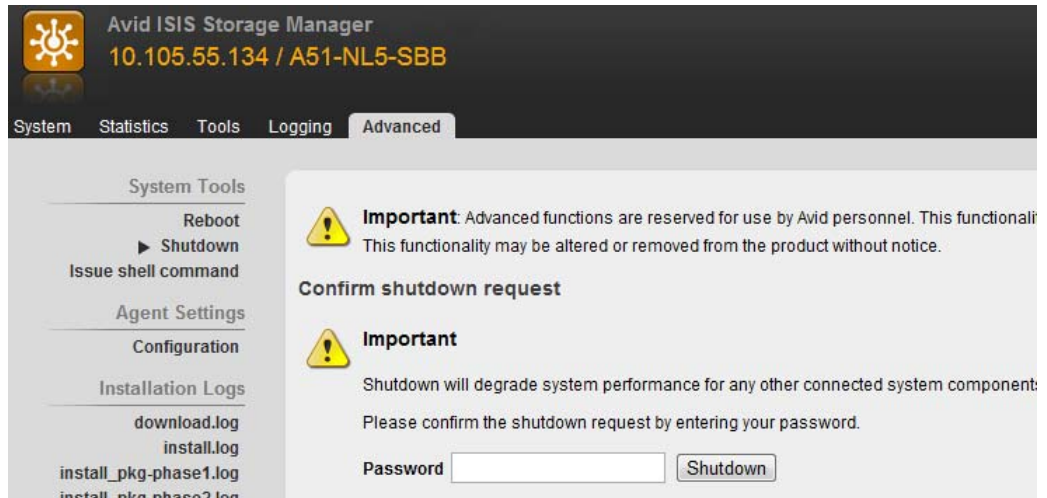 Avid ISIS Storage Manager
10.105.55.134 / A51-NL5-SBB
System Statistics Tools Logging Advanced
System Tools
Reboot
Shutdown
Issue shell command
Agent Settings
Configuration
Installation Logs
download.log
install.log
install_pkg-phase1.log
install_pkg-phase2.log
Important: Advanced functions are reserved for use by Avid personnel. This functionali
This functionality may be altered or removed from the product without notice.
Confirm shutdown request
Important
Shutdown will degrade system performance for any other connected system components
Please confirm the shutdown request by entering your password.
Password Shutdown